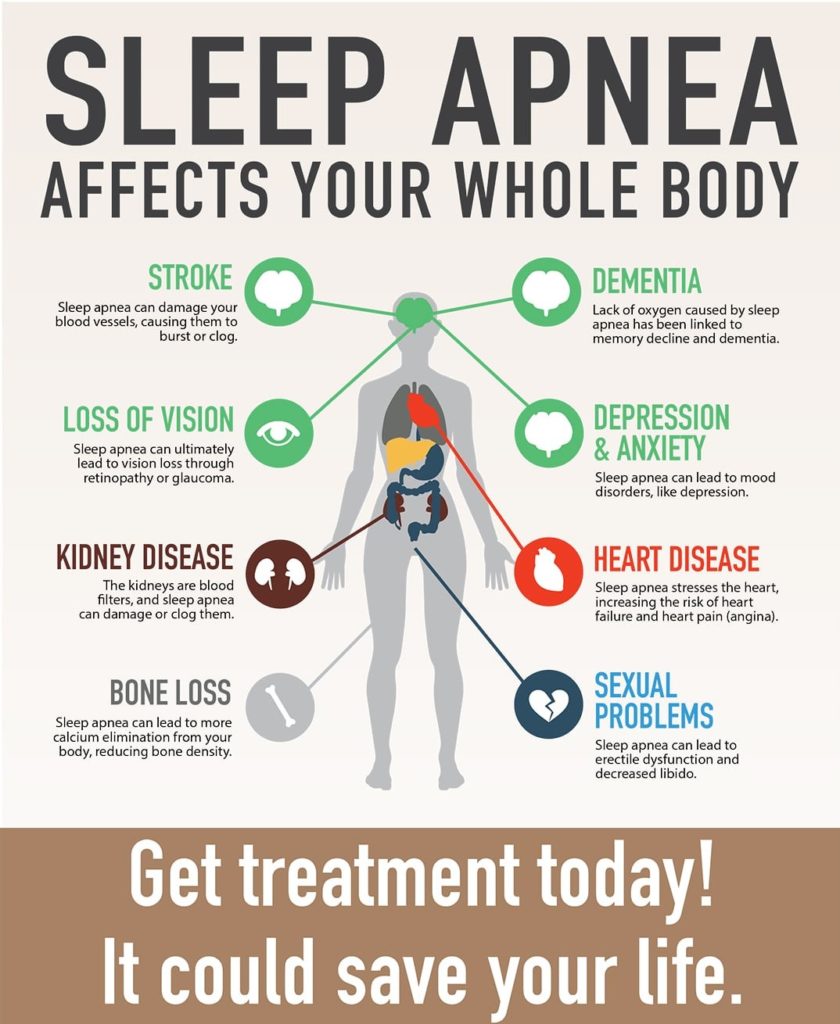 SLEEP APNEA
AFFECTS YOUR WHOLE BODY
STROKE
Sleep apnea can damage your
blood vessels, causing them to
burst or clog.
DEMENTIA
Lack of oxygen caused by sleep
apnea has been linked to
memory decline and dementia.
LOSS OF VISION
Sleep apnea can ultimately
lead to vision loss through
retinopathy or glaucoma.
DEPRESSION
& ANXIETY
Sleep apnea can lead to mood
disorders, like depression.
KIDNEY DISEASE
The kidneys are blood
filters, and sleep apnea
can damage or clog them.
HEART DISEASE
Sleep apnea stresses the heart,
increasing the risk of heart
failure and heart pain (angina).
BONE LOSS
Sleep apnea can lead to more
calcium elimination from your
body, reducing bone density.
SEXUAL
PROBLEMS
Sleep apnea can lead to
erectile dysfunction and
decreased libido.
Get treatment today!
It could save your life.